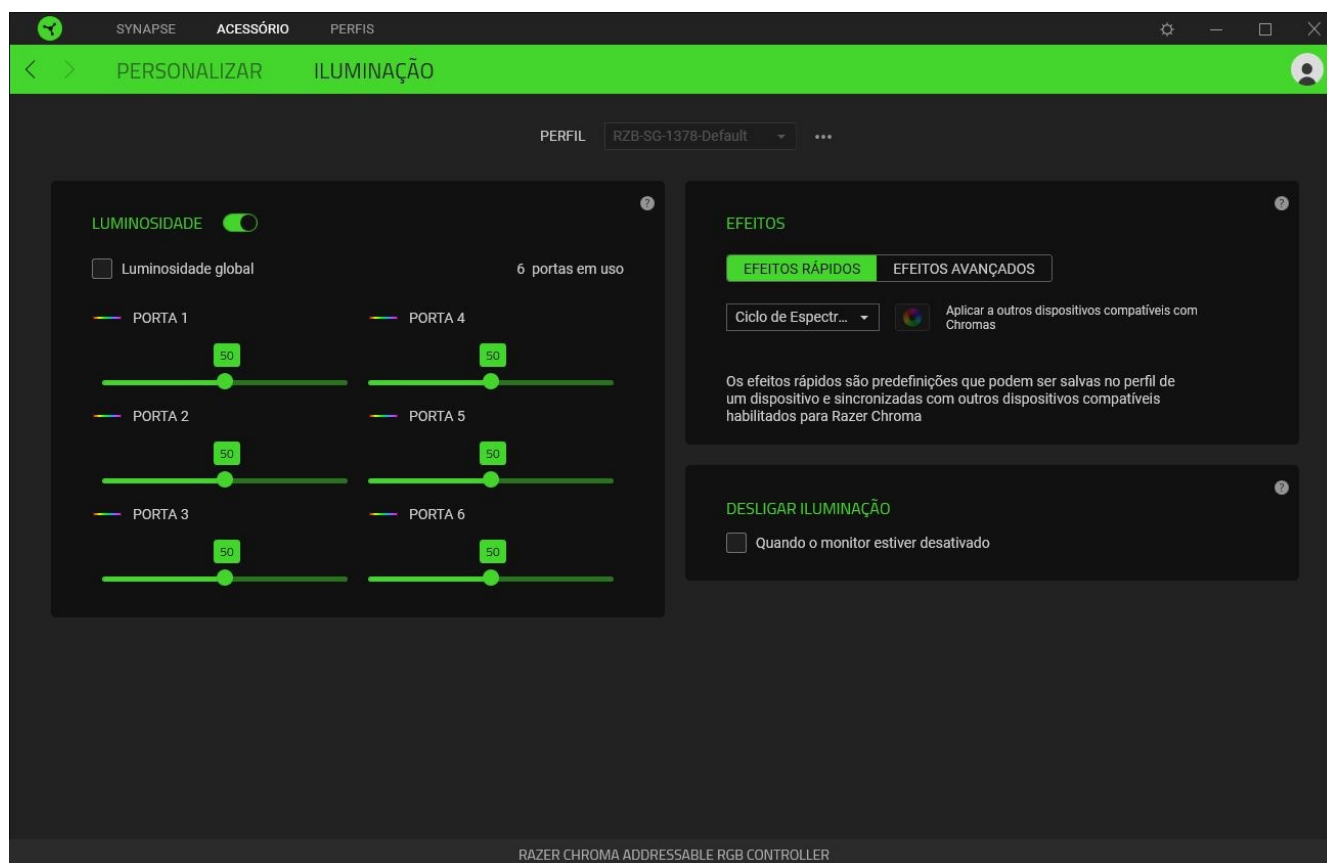 SYNAPSE ACESSÓRIO PERFIS
PERSONALIZAR ILUMINAÇÃO
PERFIL RZB-SG-1378-Default
LUMINOSIDADE
Luminosidade global 6 portas em uso
PORTA 1 PORTA 4
50 50
PORTA 2 PORTA 5
50 50
PORTA 3 PORTA 6
50 50
EFEITOS
EFEITOS RÁPIDOS EFEITOS AVANÇADOS
Ciclo de Espectr... Aplicar a outros dispositivos compatíveis com
Chromas
Os efeitos rápidos são predefinições que podem ser salvas no perfil de
um dispositivo e sincronizadas com outros dispositivos compatíveis
habilitados para Razer Chroma
DESLIGAR ILUMINAÇÃO
Quando o monitor estiver desativado
RAZER CHROMA ADDRESSABLE RGB CONTROLLER